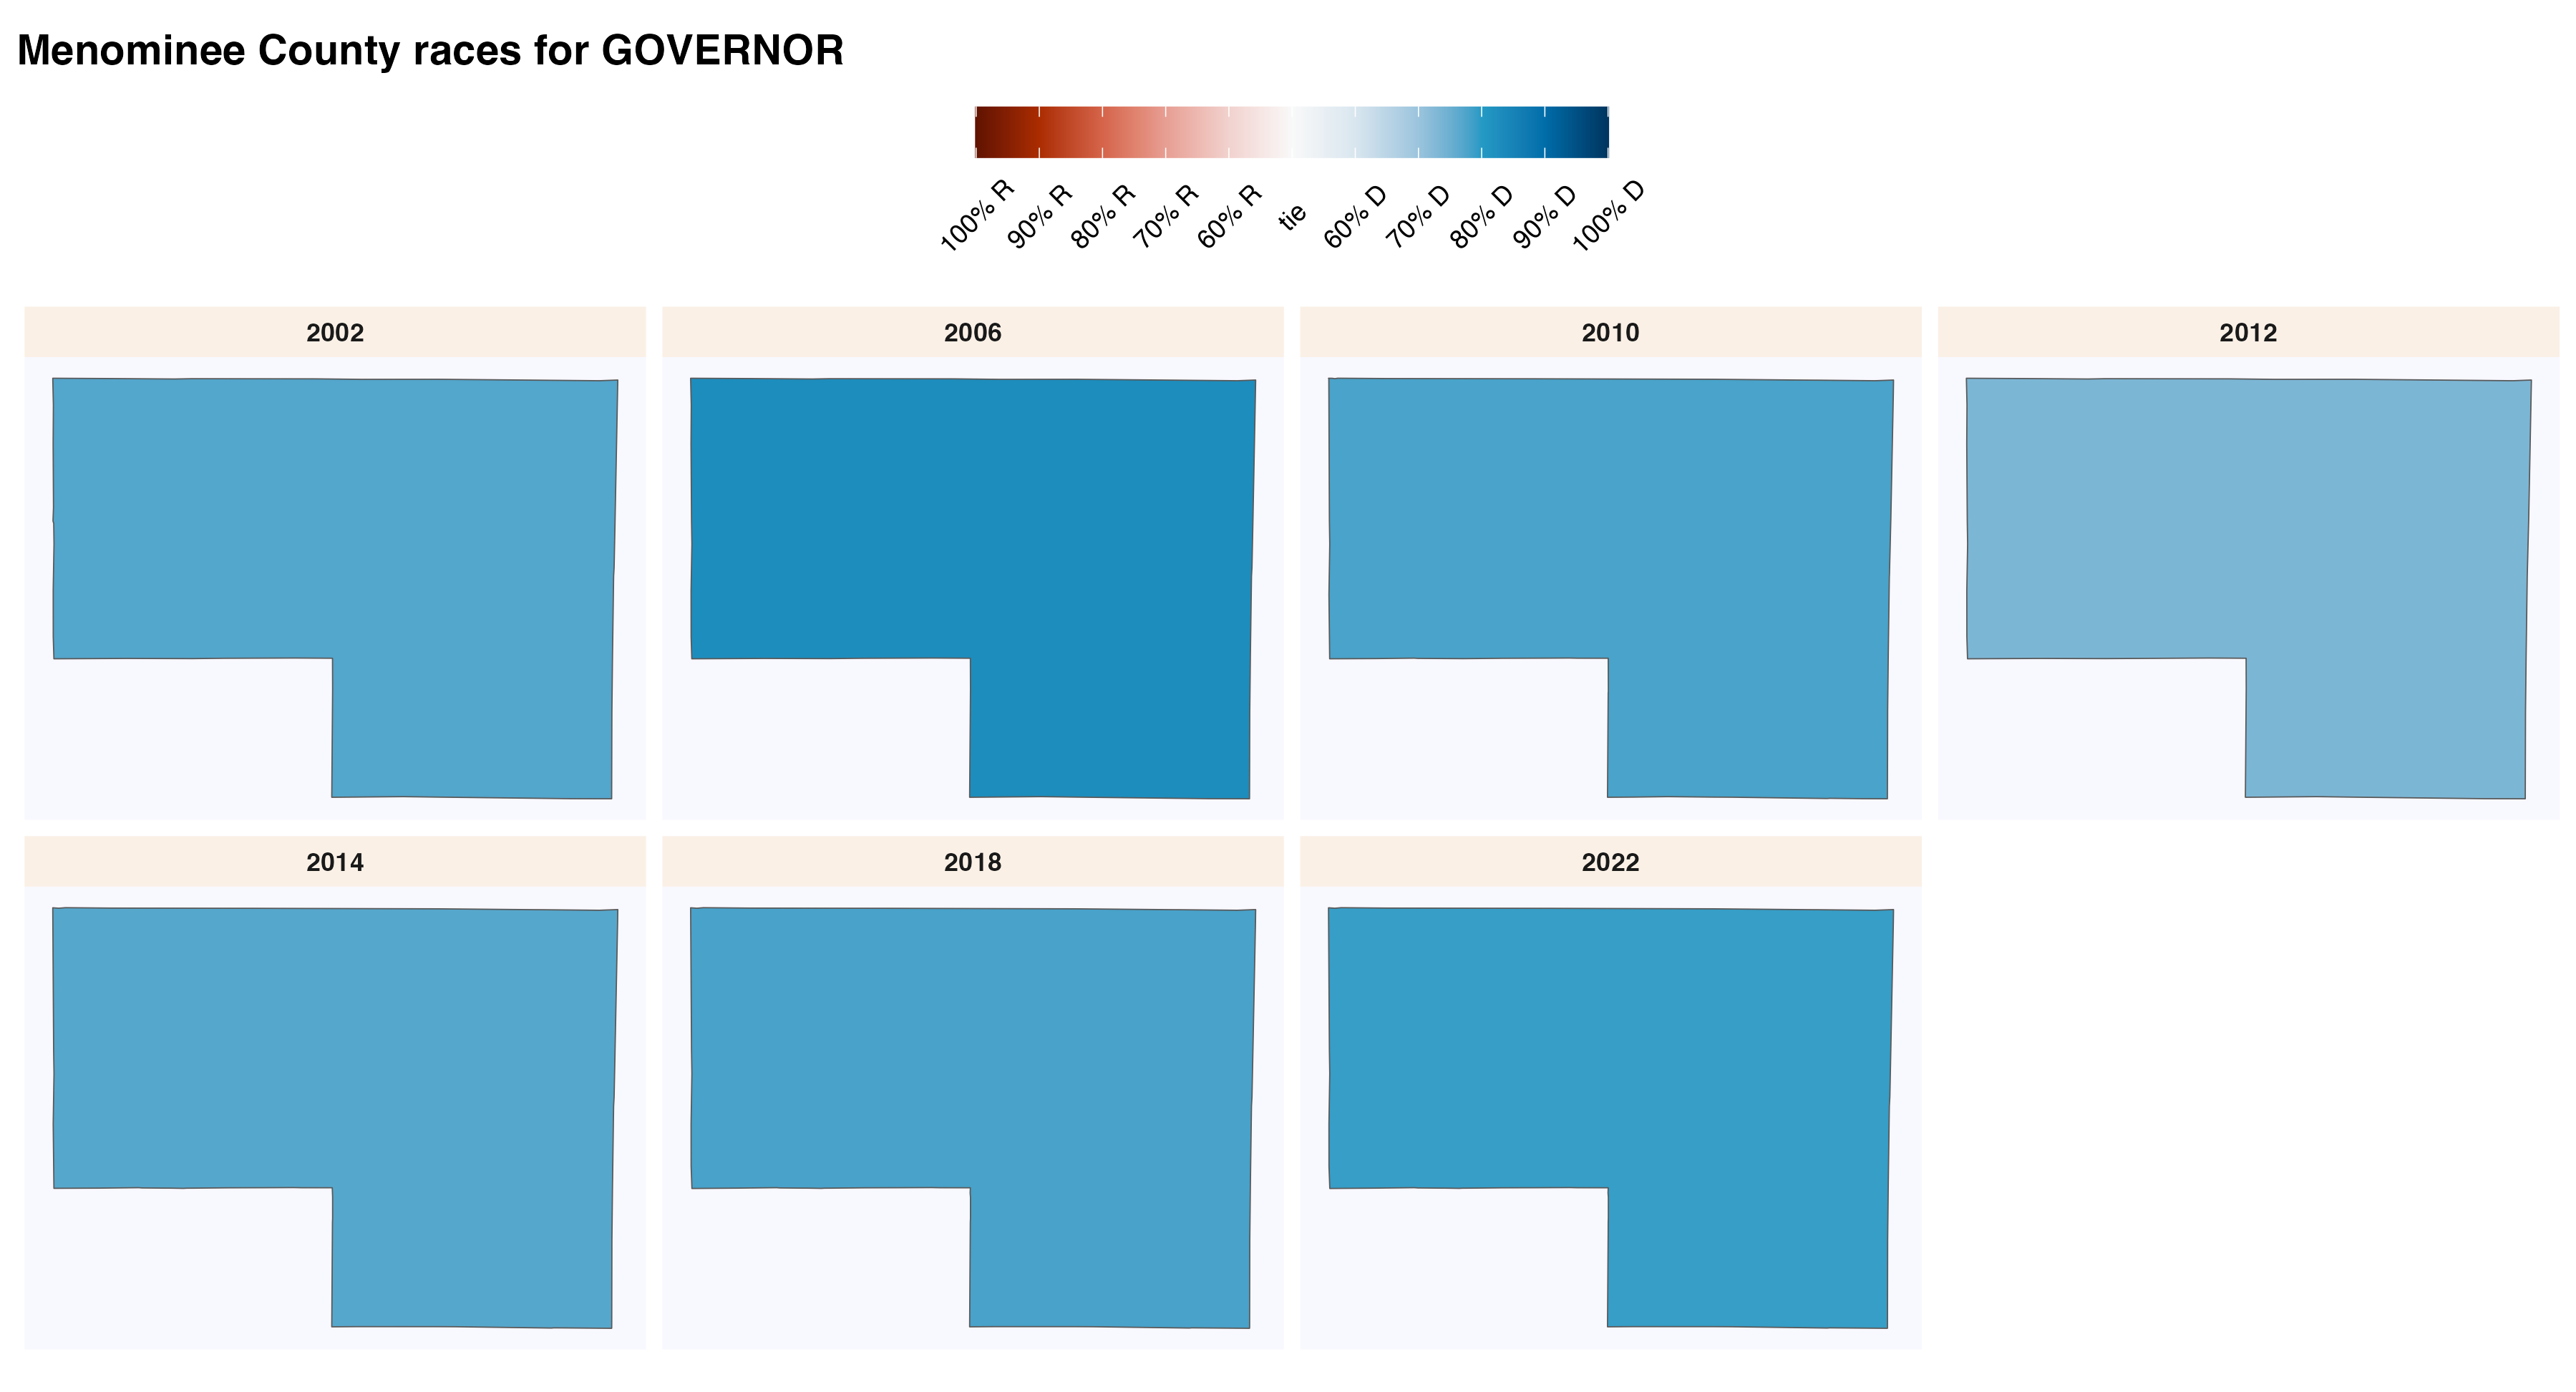 Menominee County races for GOVERNOR
100% R
90% R
80% R
70% R
60% R
tie
60% D
70% D
80% D
90% D
100% D
2002
2006
2010
2012
2014
2018
2022